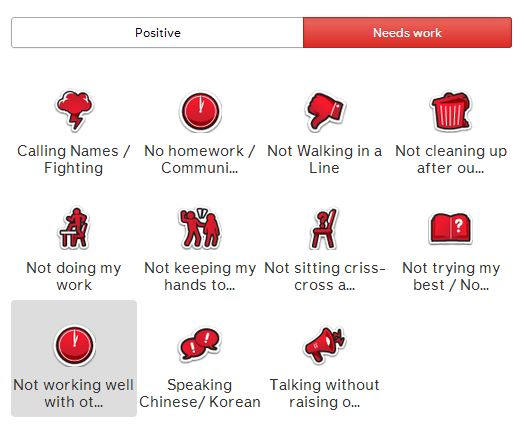 Positive
Needs work
Calling Names /
Fighting
No homework /
Communi...
Not Walking in a
Line
Not cleaning up
after ou...
Not doing my
work
Not keeping my
hands to...
Not sitting criss-
cross a...
Not trying my
best / No...
Not working well
with ot...
Speaking
Chinese/ Korean
Talking without
raising o...